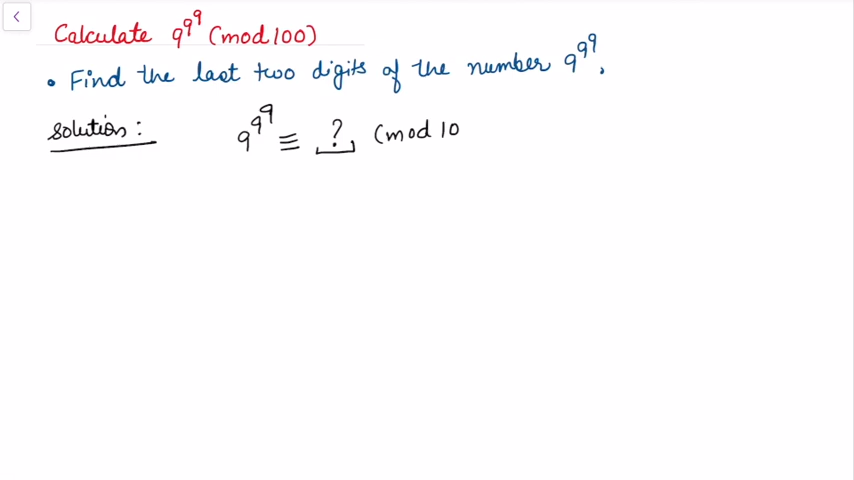 Calculate 9^9^9 (mod 100)
• Find the last two digits of the number 9^9^9.
Solution: 9^9^9 ≡ ? (mod 10